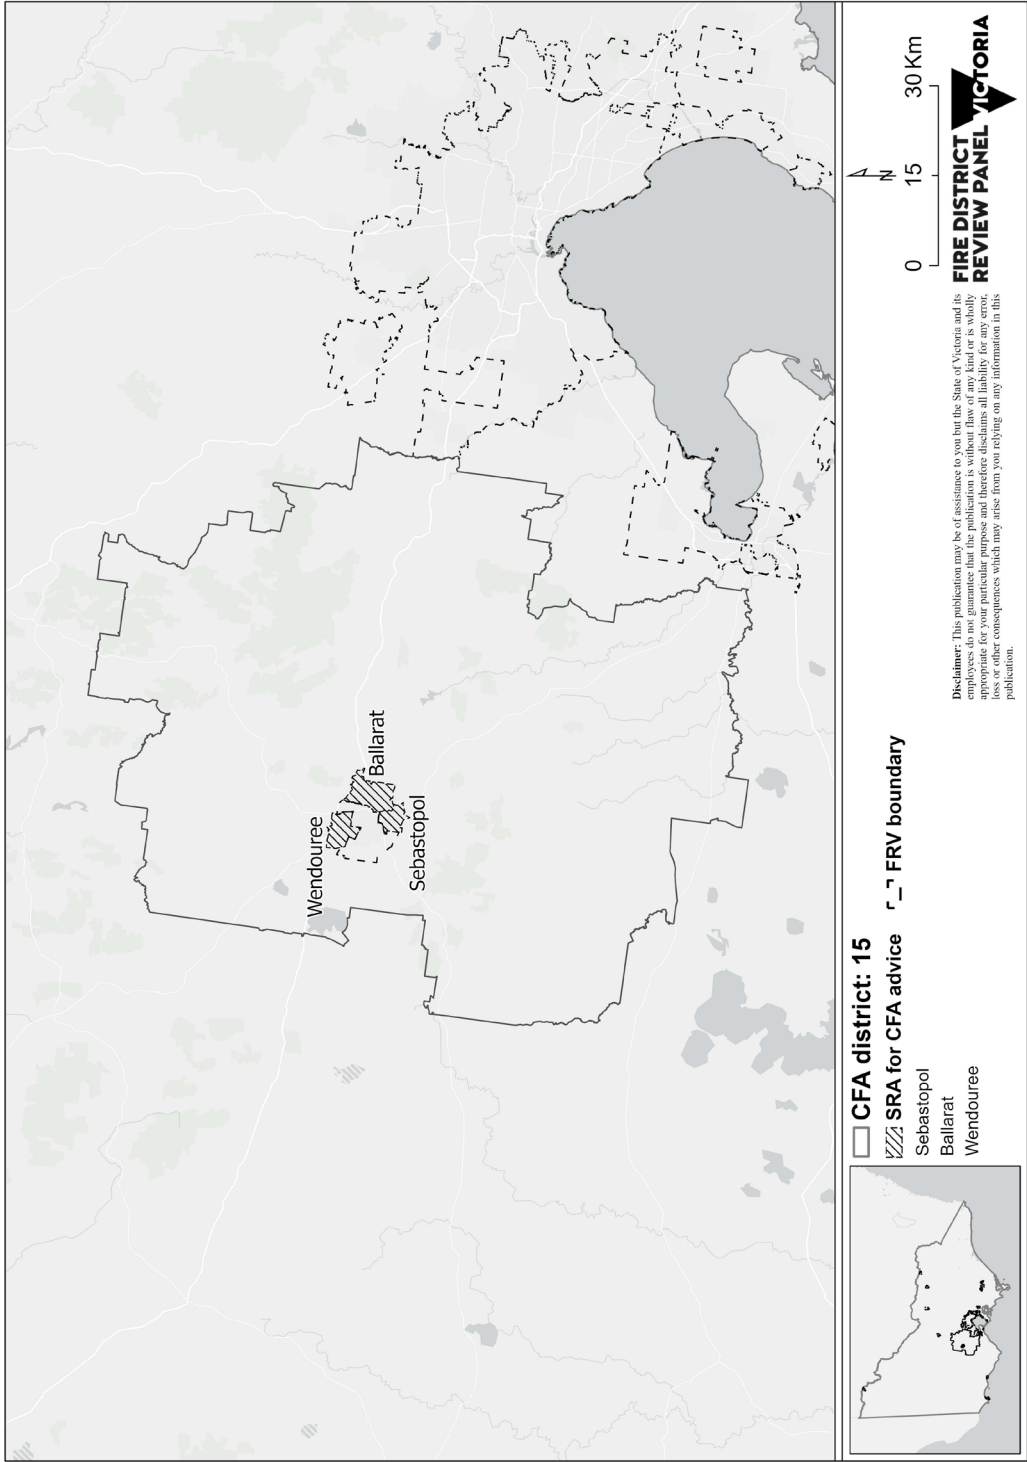 Wendouree
Ballarat
Sebastopol
CFA district: 15
SRA for CFA advice
FRV boundary
Sebastopol
Ballarat
Wendouree
Disclaimer: This publication may be of assistance to you but the State of Victoria and its
employees do not guarantee that the publication is without flaw of any kind or is wholly
appropriate for your particular purpose and therefore disclaims all liability for any error,
loss or other consequences which may arise from you relying on any information in this
publication.
N
0 15 30 Km
FIRE DISTRICT
REVIEW PANEL
VICTORIA